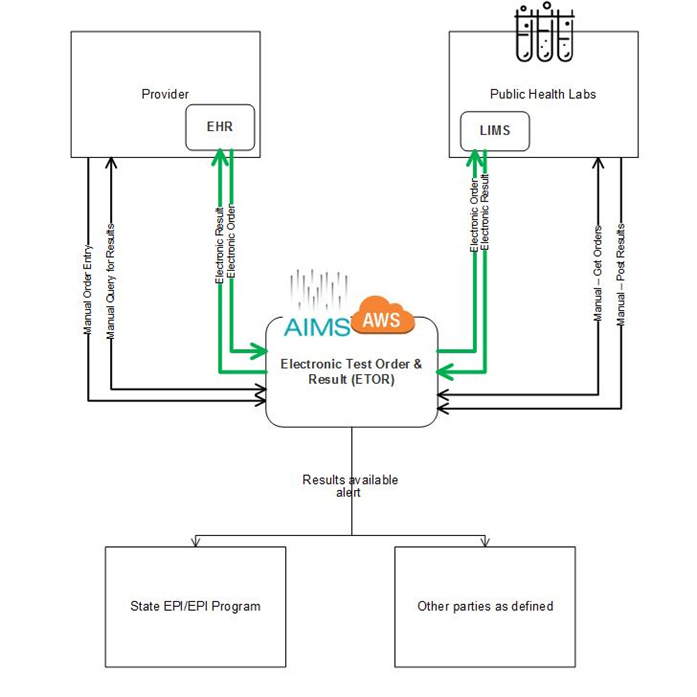 Provider
EHR
Public Health Labs
LIMS
Manual Order Entry
Manual Query for Results
Electronic Result
Electronic Order
Electronic Order
Electronic Result
Manual – Get Orders
Manual – Post Results
AIMS
AWS
Electronic Test Order &
Result (ETOR)
Results available
alert
State EPI/EPI Program
Other parties as defined